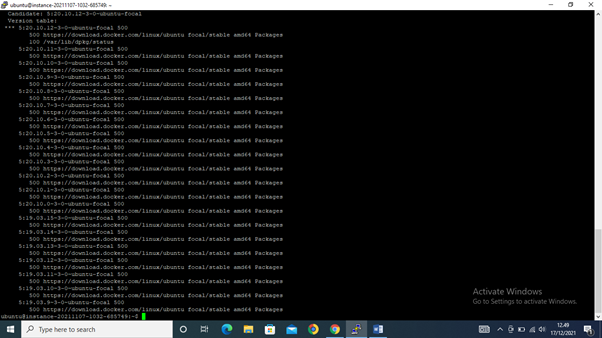 ubuntu@instance-20211107-1032-685749: ~
Candidate: 5:20.10.12~3-0~ubuntu-focal
Version table:
*** 5:20.10.12~3-0~ubuntu-focal 500
500 https://download.docker.com/linux/ubuntu focal/stable amd64 Packages
100 /var/lib/dpkg/status
5:20.10.11~3-0~ubuntu-focal 500
500 https://download.docker.com/linux/ubuntu focal/stable amd64 Packages
5:20.10.10~3-0~ubuntu-focal 500
500 https://download.docker.com/linux/ubuntu focal/stable amd64 Packages
5:20.10.9~3-0~ubuntu-focal 500
500 https://download.docker.com/linux/ubuntu focal/stable amd64 Packages
5:20.10.8~3-0~ubuntu-focal 500
500 https://download.docker.com/linux/ubuntu focal/stable amd64 Packages
5:20.10.7~3-0~ubuntu-focal 500
500 https://download.docker.com/linux/ubuntu focal/stable amd64 Packages
5:20.10.6~3-0~ubuntu-focal 500
500 https://download.docker.com/linux/ubuntu focal/stable amd64 Packages
5:20.10.5~3-0~ubuntu-focal 500
500 https://download.docker.com/linux/ubuntu focal/stable amd64 Packages
5:20.10.4~3-0~ubuntu-focal 500
500 https://download.docker.com/linux/ubuntu focal/stable amd64 Packages
5:20.10.3~3-0~ubuntu-focal 500
500 https://download.docker.com/linux/ubuntu focal/stable amd64 Packages
5:20.10.2~3-0~ubuntu-focal 500
500 https://download.docker.com/linux/ubuntu focal/stable amd64 Packages
5:20.10.1~3-0~ubuntu-focal 500
500 https://download.docker.com/linux/ubuntu focal/stable amd64 Packages
5:20.10.0~3-0~ubuntu-focal 500
500 https://download.docker.com/linux/ubuntu focal/stable amd64 Packages
5:19.03.15~3-0~ubuntu-focal 500
500 https://download.docker.com/linux/ubuntu focal/stable amd64 Packages
5:19.03.14~3-0~ubuntu-focal 500
500 https://download.docker.com/linux/ubuntu focal/stable amd64 Packages
5:19.03.13~3-0~ubuntu-focal 500
500 https://download.docker.com/linux/ubuntu focal/stable amd64 Packages
5:19.03.12~3-0~ubuntu-focal 500
500 https://download.docker.com/linux/ubuntu focal/stable amd64 Packages
5:19.03.11~3-0~ubuntu-focal 500
500 https://download.docker.com/linux/ubuntu focal/stable amd64 Packages
5:19.03.10~3-0~ubuntu-focal 500
500 https://download.docker.com/linux/ubuntu focal/stable amd64 Packages
5:19.03.9~3-0~ubuntu-focal 500
500 https://download.docker.com/linux/ubuntu focal/stable amd64 Packages
ubuntu@instance-20211107-1032-685749:~$
Activate Windows
Go to Settings to activate Windows.
Type here to search
12.49
17/12/2021